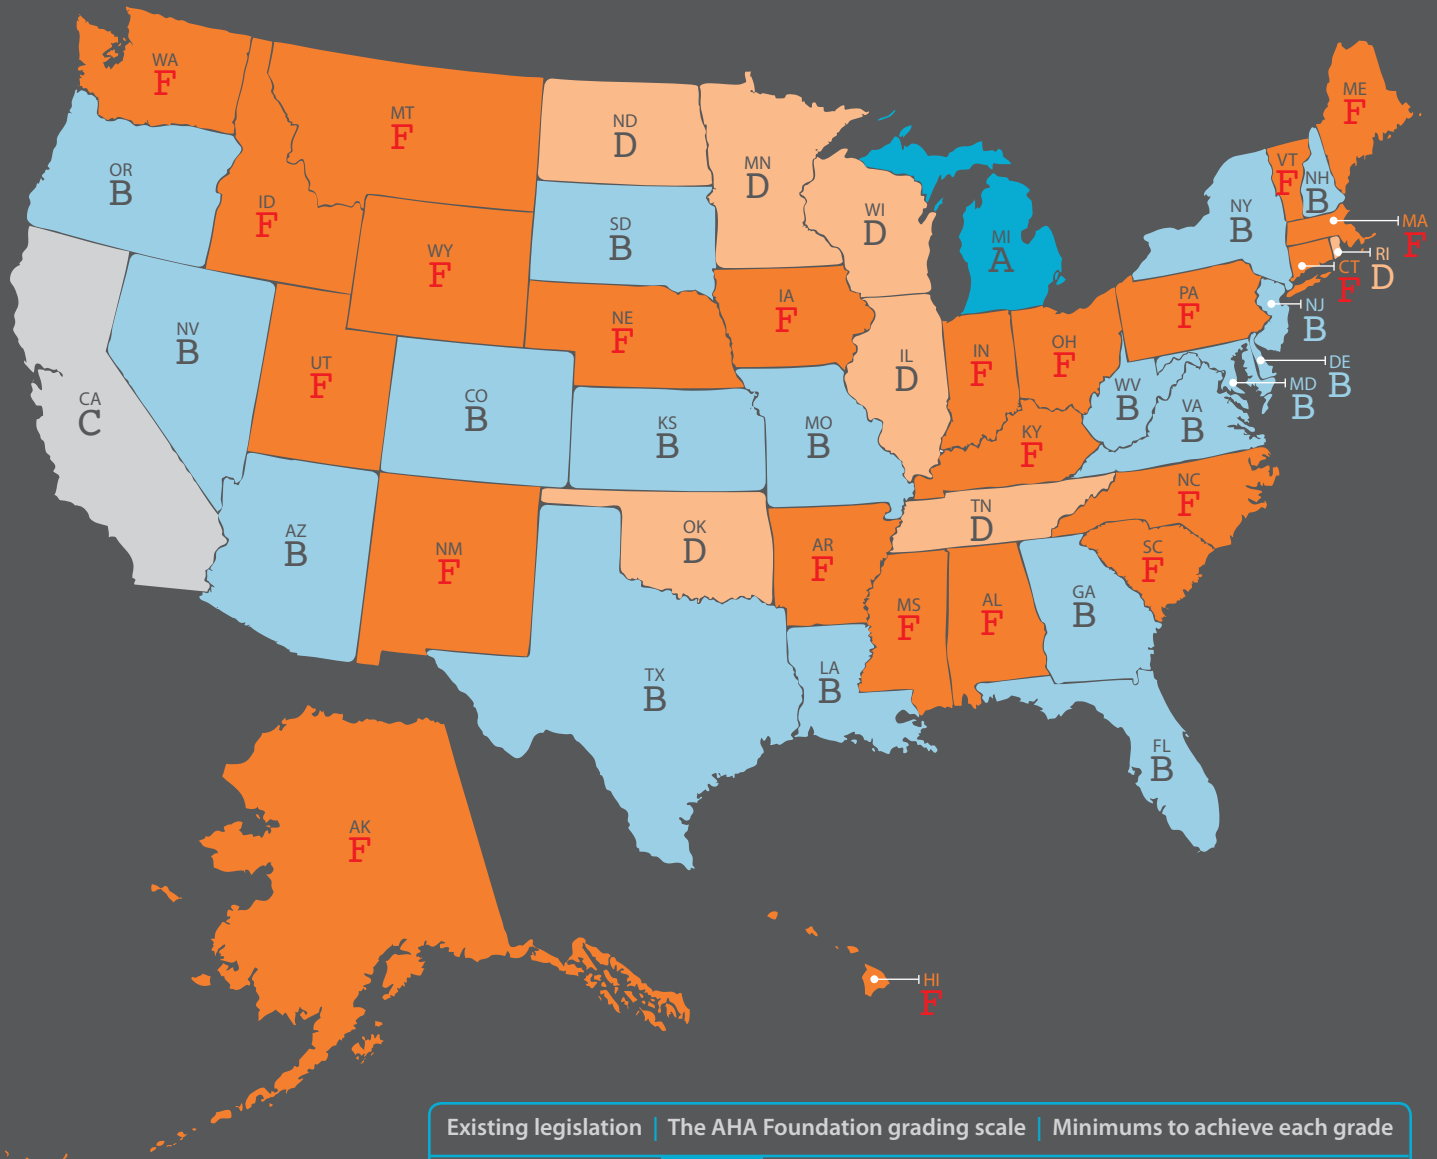 WA
F
MT
F
ND
D
MN
D
ME
F
OR
B
ID
F
WY
F
SD
B
WI
D
MI
A
NY
B
VT
F
NH
B
MA
F
RI
D
CT
F
NJ
B
DE
B
MD
B
PA
F
NV
B
UT
F
CO
B
NE
F
IA
F
IL
D
IN
F
OH
F
WV
B
VA
B
CA
C
KS
B
MO
B
KY
F
NC
F
TN
D
SC
F
AZ
B
NM
F
OK
D
AR
F
MS
F
AL
F
GA
B
TX
B
LA
B
FL
B
AK
F
HI
F
Existing legislation | The AHA Foundation grading scale | Minimums to achieve each grade